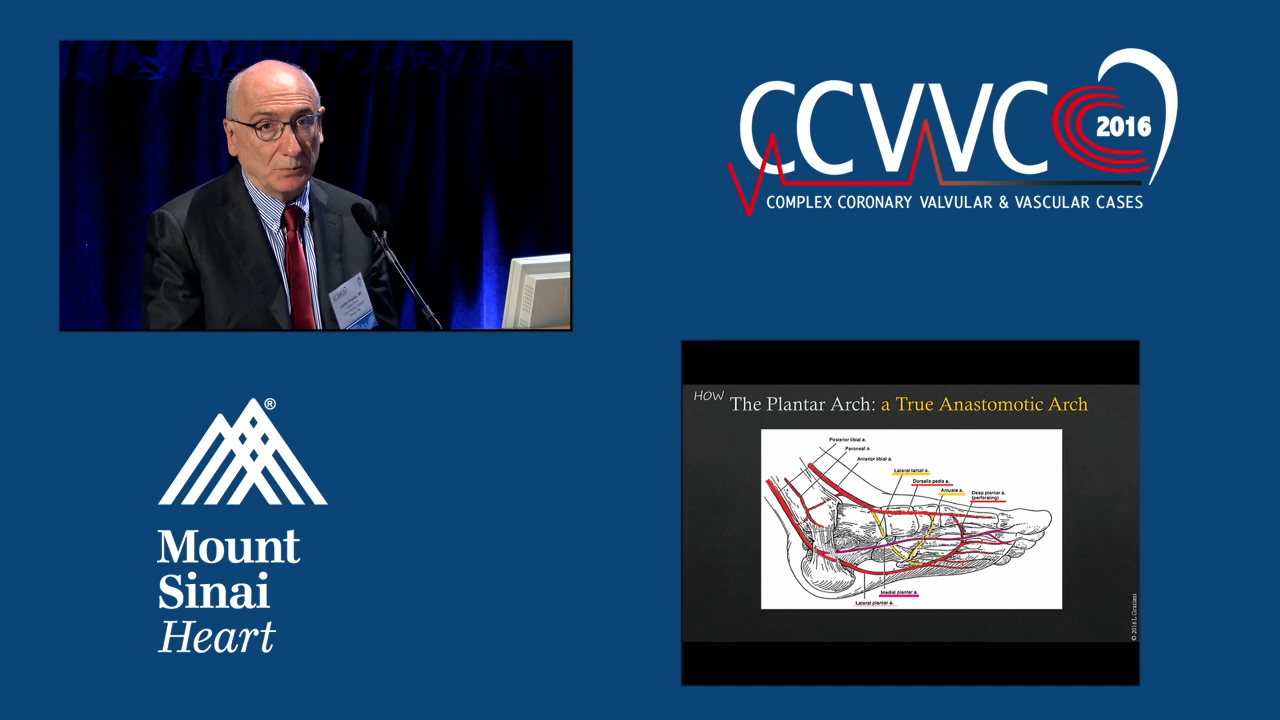 CCVVC
2016
COMPLEX CORONARY VALVULAR & VASCULAR CASES
®
Mount
Sinai
Heart
HOW
The Plantar Arch: a True Anastomotic Arch
Posterior tibial a.
Peroneal a.
Anterior tibial a.
Lateral tarsal a.
Dorsalis pedis a.
Arcuate a.
Deep plantar a.
(perforating)
Medial plantar a.
Lateral plantar a.